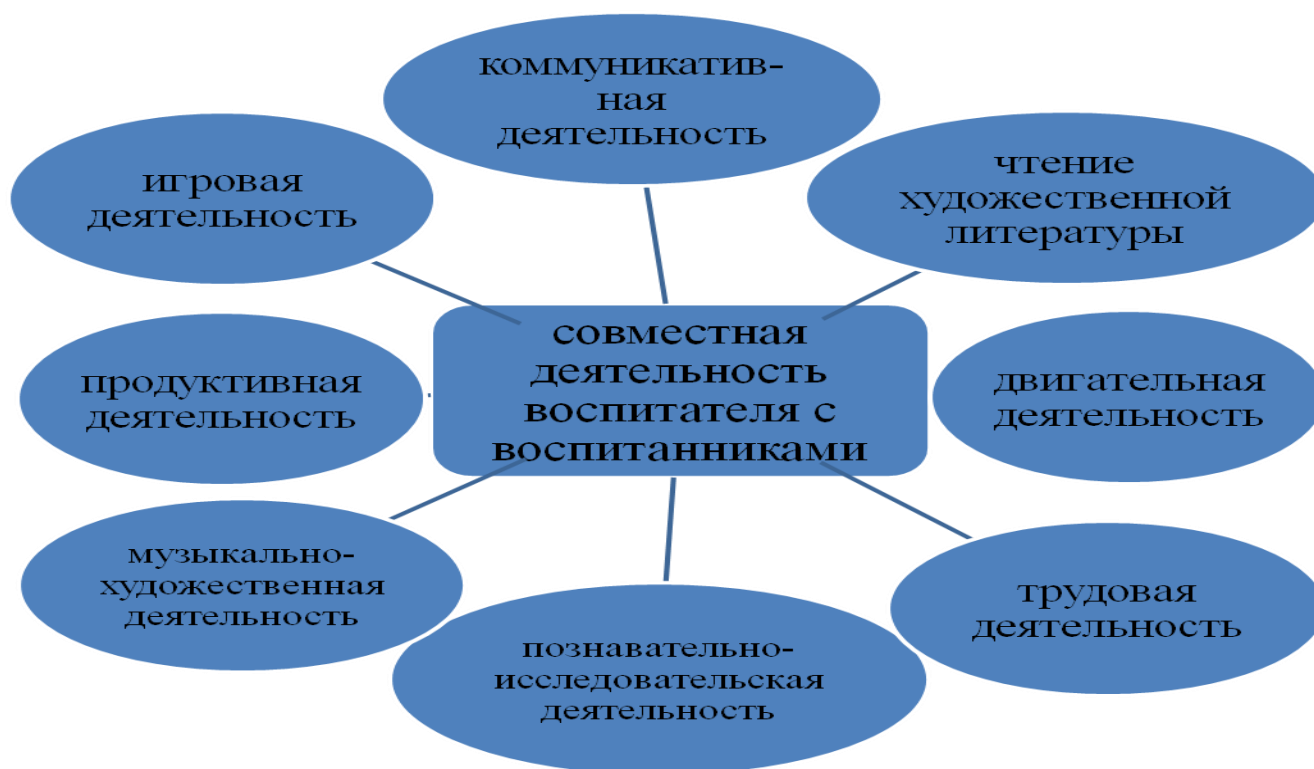 коммуникатив-
ная
деятельность
игровая
деятельность
чтение
художественной
литературы
совместная
деятельность
воспитателя с
воспитанниками
продуктивная
деятельность
двигательная
деятельность
музыкально-
художественная
деятельность
трудовая
деятельность
познавательно-
исследовательская
деятельность